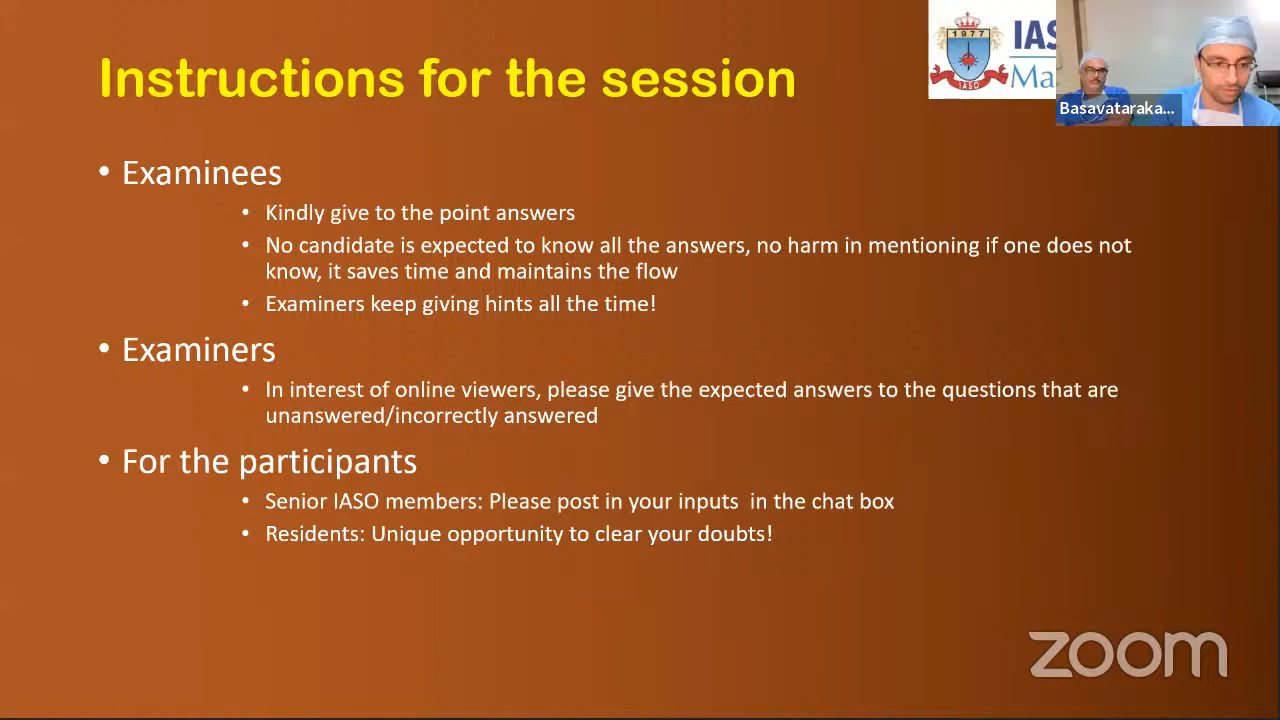 Instructions for the session
1977
IASO
IAS
Ma
Basavataraka...
• Examinees
• Kindly give to the point answers
• No candidate is expected to know all the answers, no harm in mentioning if one does not
know, it saves time and maintains the flow
• Examiners keep giving hints all the time!
• Examiners
• In interest of online viewers, please give the expected answers to the questions that are
unanswered/incorrectly answered
• For the participants
• Senior IASO members: Please post in your inputs in the chat box
• Residents: Unique opportunity to clear your doubts!
zoom